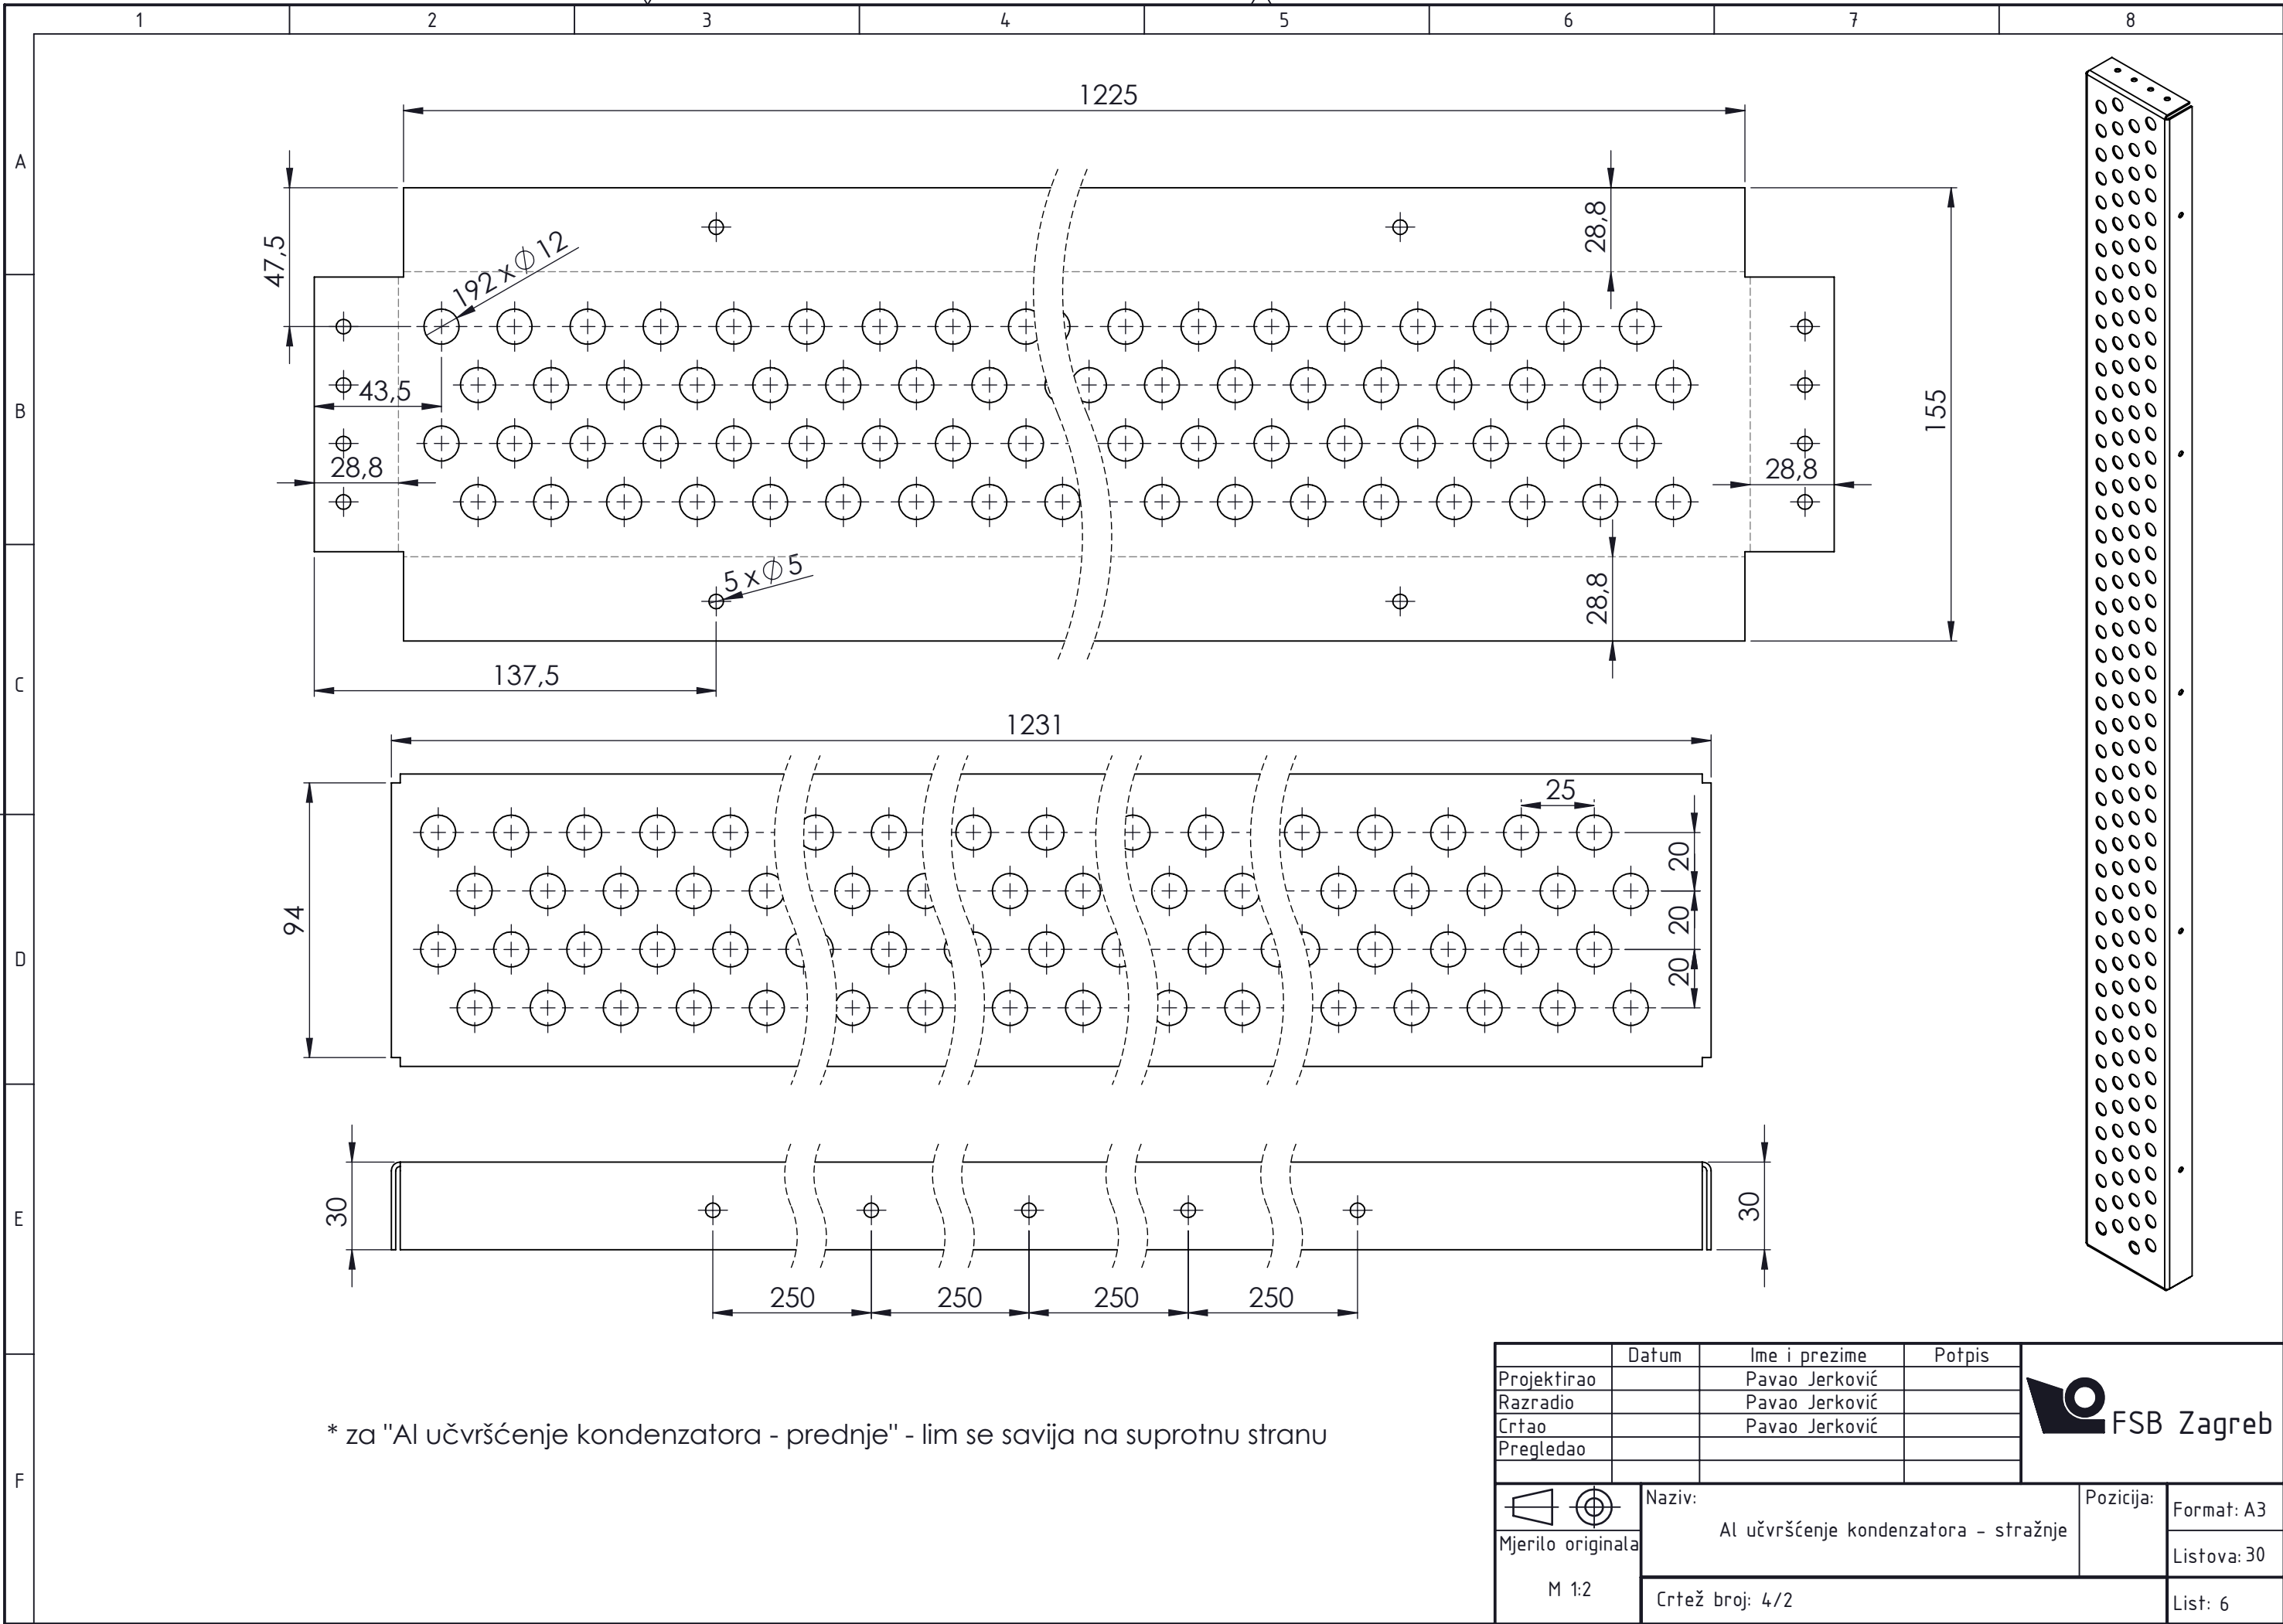 1 2 3 4 5 6 7 8
A
B
C
D
E
F
1225
47,5
192 x Ø 12
28,8
43,5
28,8
155
28,8
5 x Ø 5
28,8
137,5
1231
25
94
20
20
20
30
30
250 250 250 250
* za "Al učvršćenje kondenzatora - prednje" - lim se savija na suprotnu stranu
Datum Ime i prezime Potpis
Projektirao Pavao Jerković
Razradio Pavao Jerković
Crtao Pavao Jerković
Pregledao
FSB Zagreb
Mjerilo originala
M 1:2
Naziv:
Al učvršćenje kondenzatora - stražnje
Pozicija:
Format: A3
Listova: 30
Crtež broj: 4/2
List: 6